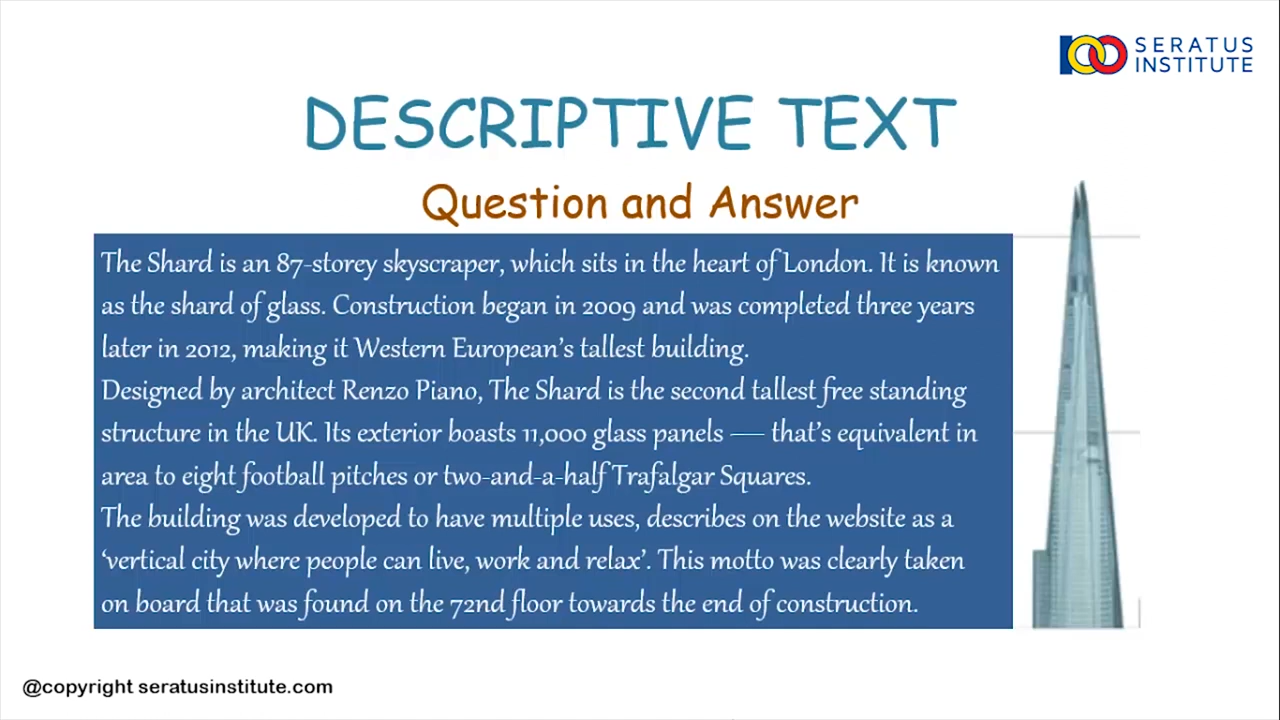 SERATUS
INSTITUTE
DESCRIPTIVE TEXT
Question and Answer
The Shard is an 87-storey skyscraper, which sits in the heart of London. It is known
as the shard of glass. Construction began in 2009 and was completed three years
later in 2012, making it Western European's tallest building.
Designed by architect Renzo Piano, The Shard is the second tallest free standing
structure in the UK. Its exterior boasts 11,000 glass panels — that's equivalent in
area to eight football pitches or two-and-a-half Trafalgar Squares.
The building was developed to have multiple uses, describes on the website as a
‘vertical city where people can live, work and relax’. This motto was clearly taken
on board that was found on the 72nd floor towards the end of construction.
@copyright seratusinstitute.com